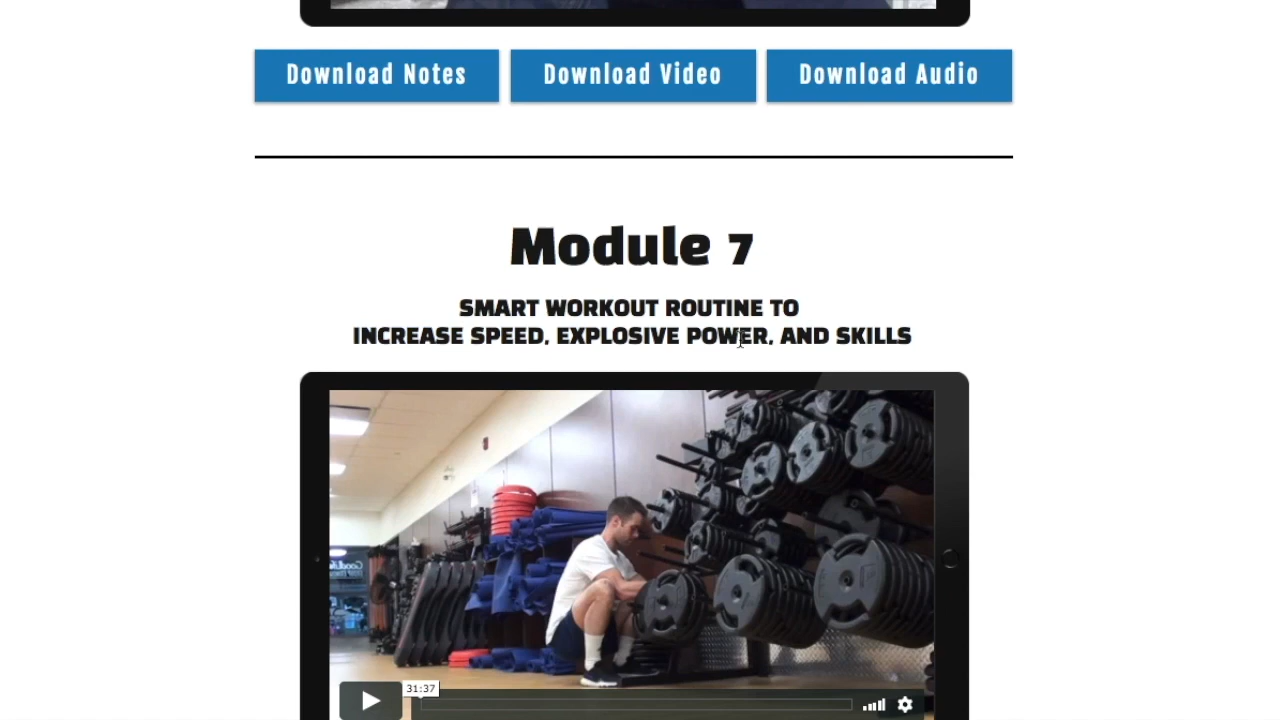 Download Notes
Download Video
Download Audio
Module 7
SMART WORKOUT ROUTINE TO
INCREASE SPEED, EXPLOSIVE POWER, AND SKILLS
31:37